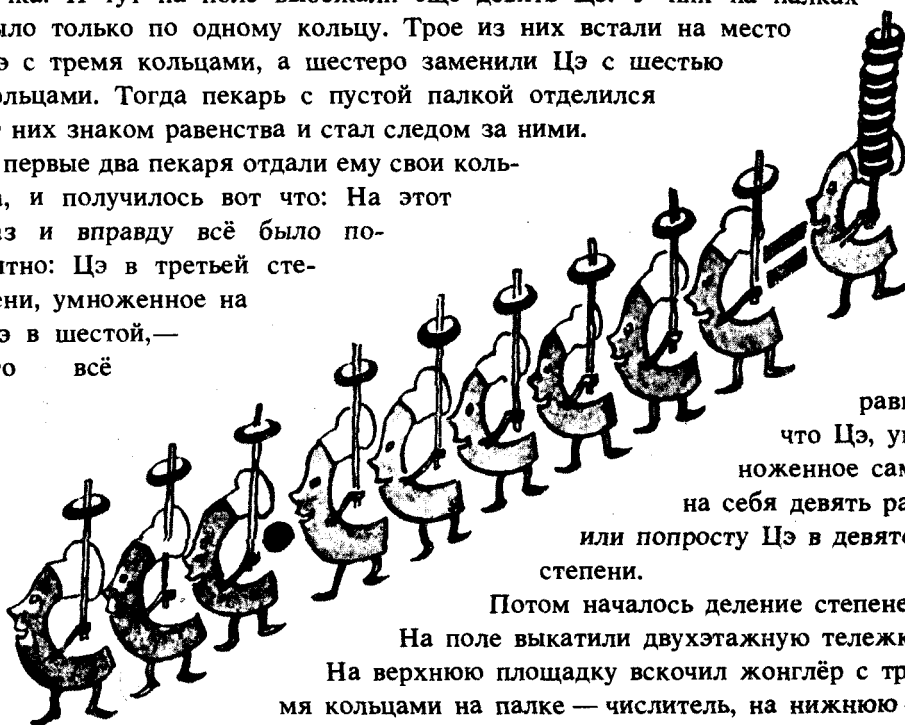 ыло только по одному кольцу. Трое из них встали на место
э с тремя кольцами, а шестеро заменили Цэ с шестью
ольцами. Тогда пекарь с пустой палкой отделился
них знаком равенства и стал следом за ними.
первые два пекаря отдали ему свои коль-
и получилось вот что: На этот
аз и вправду всё было по-
ятно: Цэ в третьей сте-
ени, умноженное на
э в шестой,—
о всё
равн
что Цэ, ум
ноженное сам
на себя девять ра
или попросту Цэ в девято
степени.
Потом началось деление степене
На поле выкатили двухэтажную тележк
На верхнюю площадку вскочил жонглёр с тр
мя кольцами на палке — числитель, на нижнюю